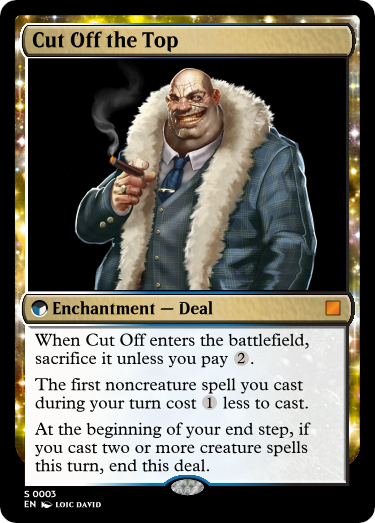 Cut Off the Top
Enchantment — Deal
When Cut Off enters the battlefield,
sacrifice it unless you pay 2.
The first noncreature spell you cast
during your turn cost 1 less to cast.
At the beginning of your end step, if
you cast two or more creature spells
this turn, end this deal.
S 0003
EN LOIC DAVID